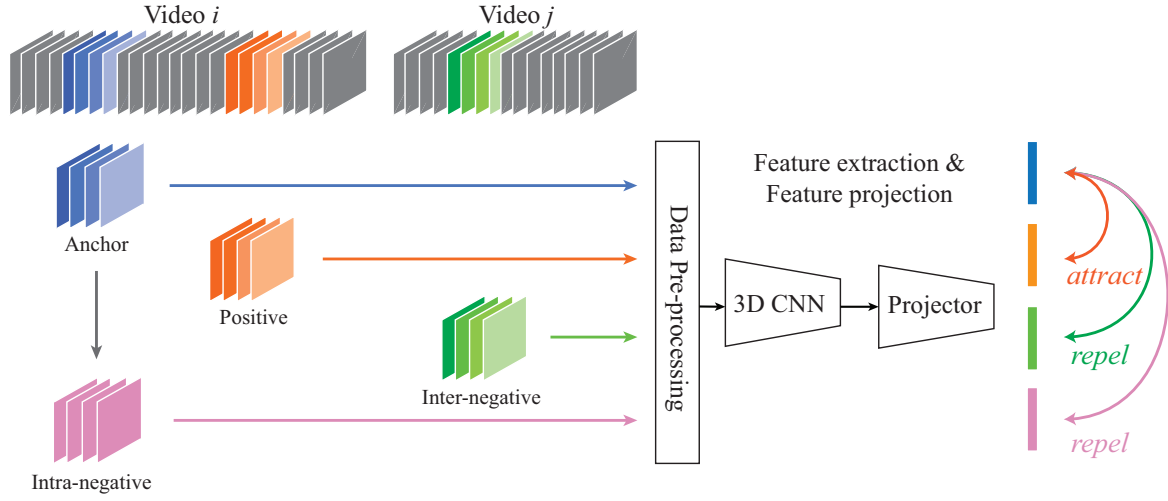 Video i
Video j
Feature extraction &
Feature projection
Anchor
Positive
Inter-negative
Intra-negative
Data Pre-processing
3D CNN
Projector
attract
repel
repel